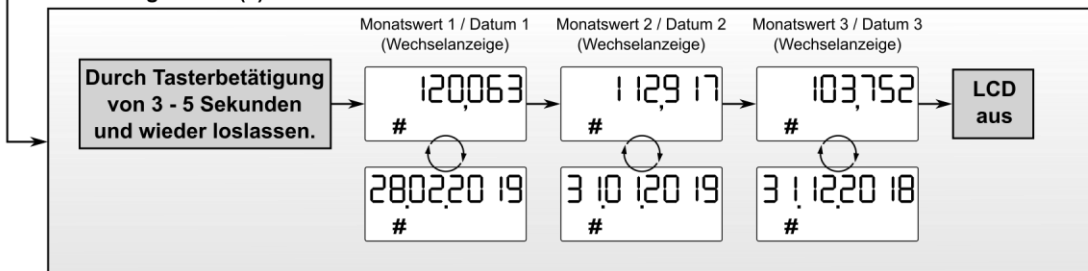 Monatswert 1 / Datum 1
(Wechselanzeige)
Monatswert 2 / Datum 2
(Wechselanzeige)
Monatswert 3 / Datum 3
(Wechselanzeige)
Durch Tasterbetätigung
von 3 - 5 Sekunden
und wieder loslassen.
120,063
#
112,917
#
103,752
#
LCD
aus
28.02.2019
#
31.01.2019
#
31.12.2018
#